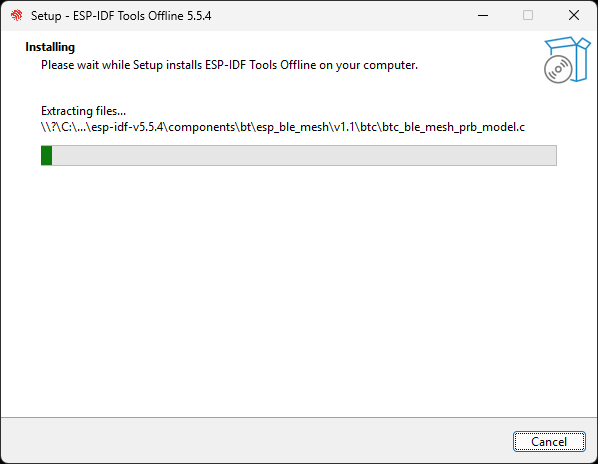 Setup - ESP-IDF Tools Offline 5.5.4
Installing
Please wait while Setup installs ESP-IDF Tools Offline on your computer.
Extracting files...
\\?\C:\...\esp-idf-v5.5.4\components\bt\esp_ble_mesh\v1.1\btc\btc_ble_mesh_prb_model.c
Cancel